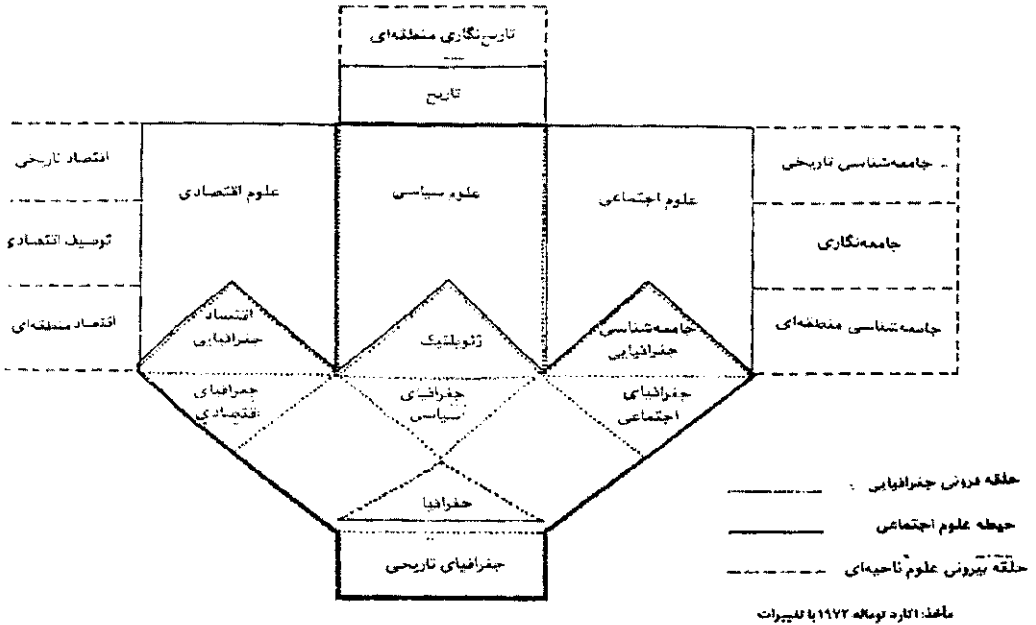 تاریخ‌نگاری منطقه‌ای
تاریخ
جامعه‌شناسی تاریخی
علوم اجتماعی
علوم سیاسی
علوم اقتصادی
اقتصاد تاریخی
جامعه‌نگاری
توصیف اقتصادی
جامعه‌شناسی منطقه‌ای
جامعه‌شناسی
جغرافیایی
ژئوپلتیک
اقتصاد
جغرافیایی
اقتصاد منطقه‌ای
جغرافیای
اجتماعی
جغرافیای
سیاسی
جغرافیای
اقتصادی
جغرافیا
جغرافیای تاریخی
حلقه درونی جغرافیایی
حیطه علوم اجتماعی
حلقه بیرونی علوم ناحیه‌ای
مأخذ: اکارد توماله ۱۹۷۲ با تغییرات